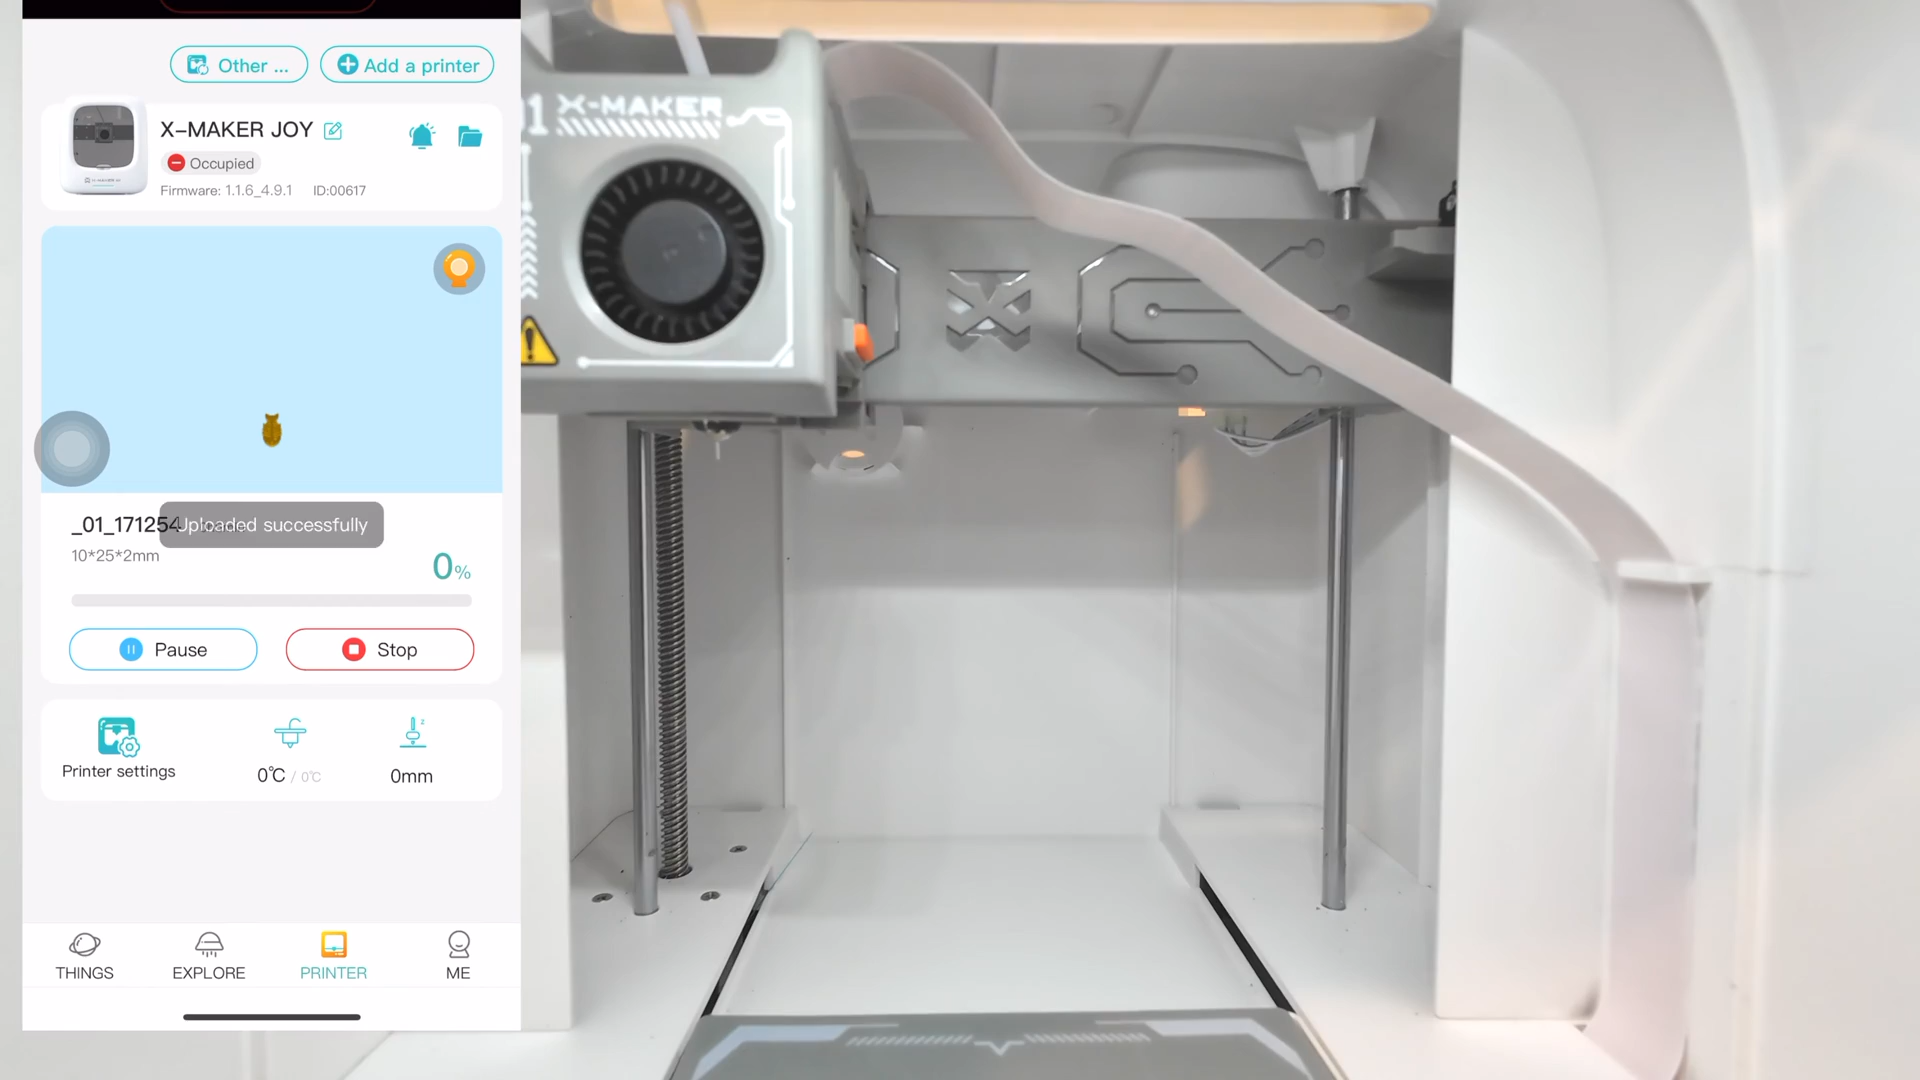 Other ...
Add a printer
X-MAKER JOY
Occupied
Firmware: 1.1.6_4.9.1 ID:00617
_01_171254
Uploaded successfully
10*25*2mm
0%
Pause
Stop
Printer settings
0℃ / 0℃
0mm
THINGS
EXPLORE
PRINTER
ME
X-MAKER